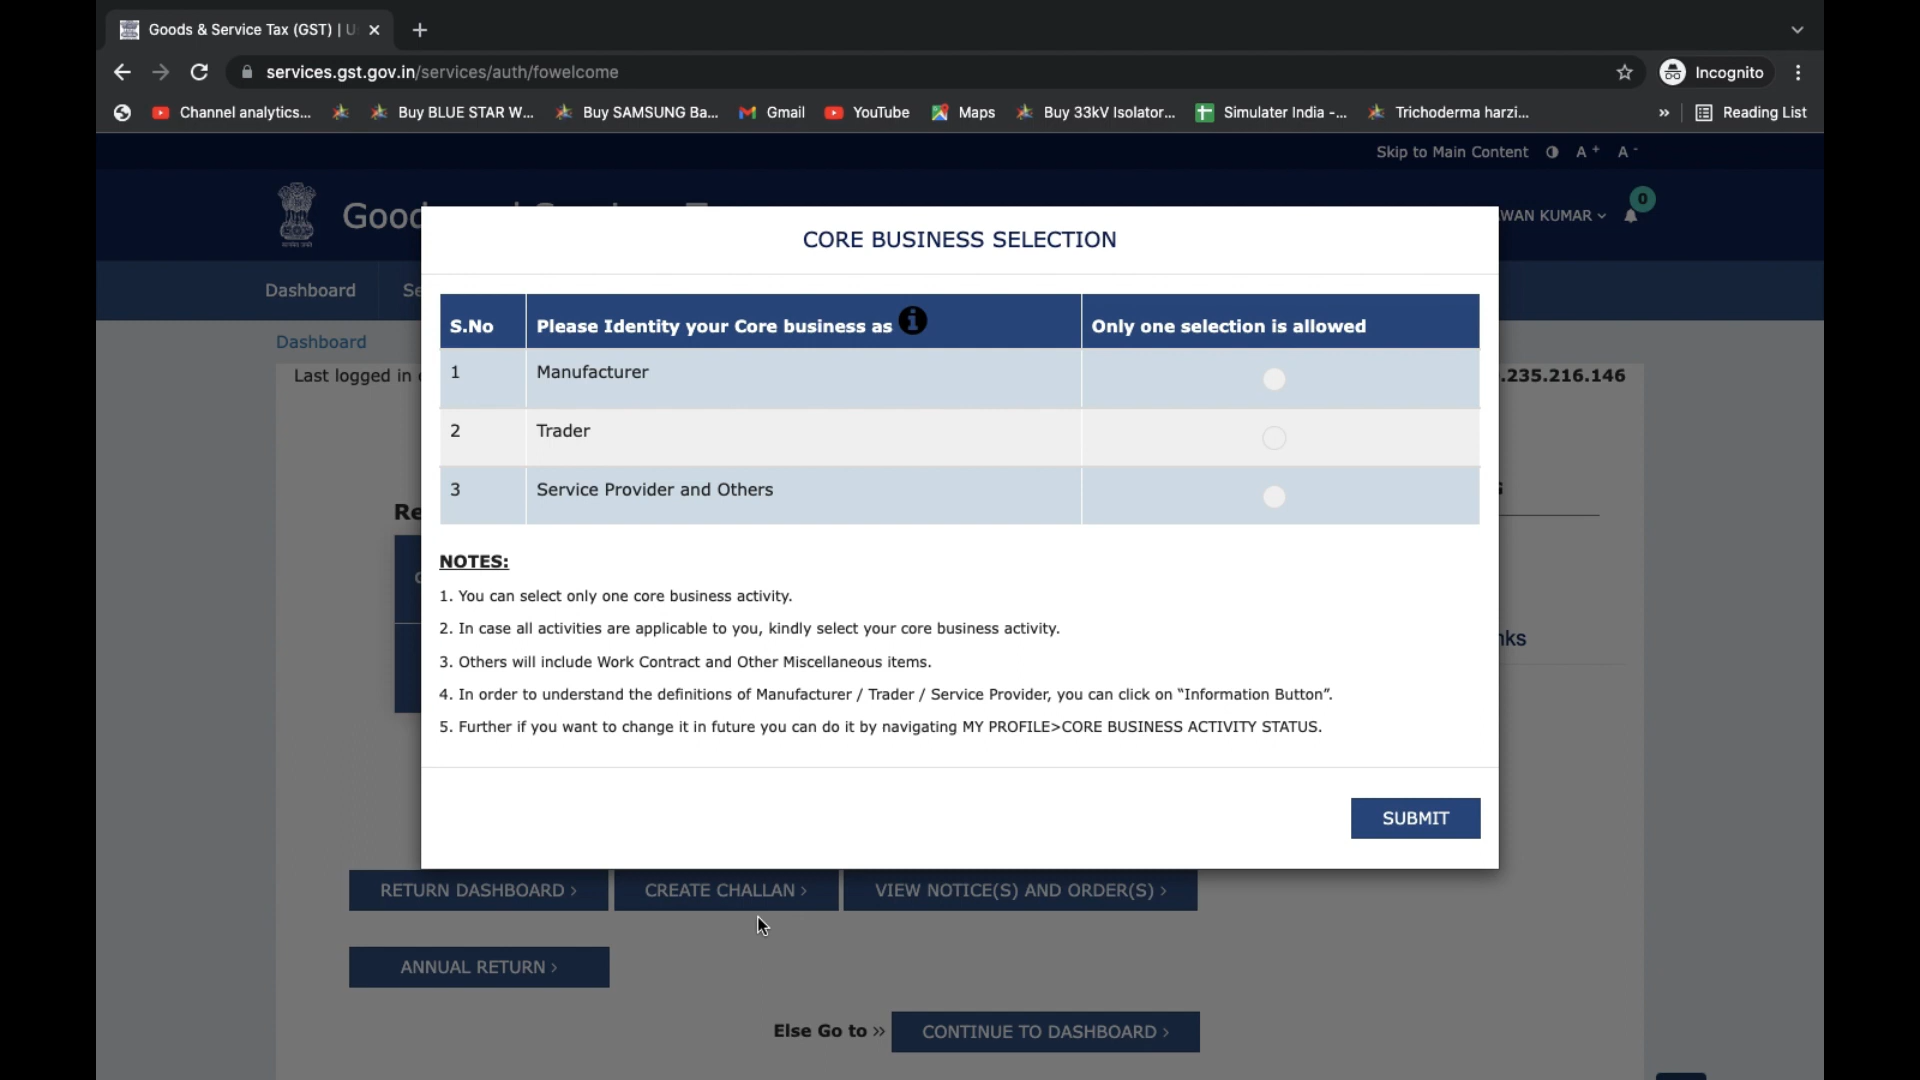 Goods & Service Tax (GST) | U
services.gst.gov.in/services/auth/fowelcome
Incognito
Channel analytics... Buy BLUE STAR W... Buy SAMSUNG Ba... Gmail YouTube Maps Buy 33kV Isolator... Simulater India -... Trichoderma harzi... » Reading List
Skip to Main Content A+ A-
WAN KUMAR 0
Dashboard
Dashboard
Last logged in
.235.216.146
CORE BUSINESS SELECTION
S.No Please Identity your Core business as Only one selection is allowed
1 Manufacturer
2 Trader
3 Service Provider and Others
NOTES:
1. You can select only one core business activity.
2. In case all activities are applicable to you, kindly select your core business activity.
3. Others will include Work Contract and Other Miscellaneous items.
4. In order to understand the definitions of Manufacturer / Trader / Service Provider, you can click on “Information Button”.
5. Further if you want to change it in future you can do it by navigating MY PROFILE>CORE BUSINESS ACTIVITY STATUS.
SUBMIT
RETURN DASHBOARD > CREATE CHALLAN > VIEW NOTICE(S) AND ORDER(S) >
ANNUAL RETURN >
Else Go to » CONTINUE TO DASHBOARD >